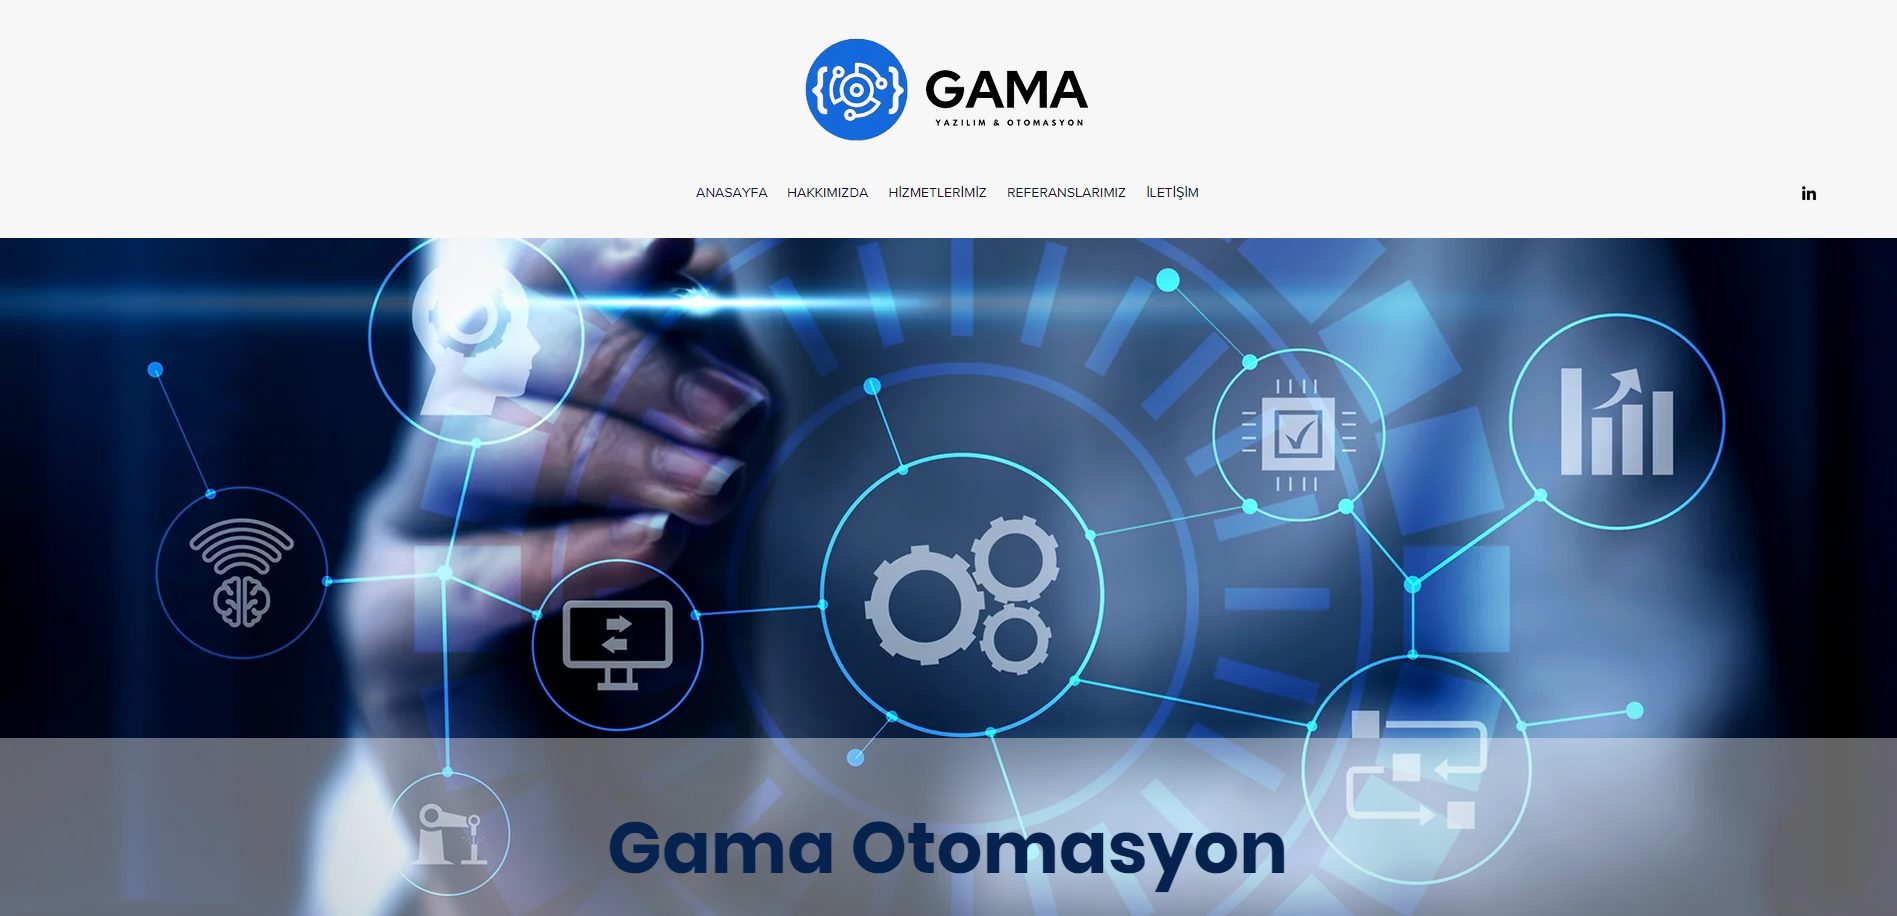 GAMA
YAZILIM & OTOMASYON
ANASAYFA HAKKIMIZDA HİZMETLERİMİZ REFERANSLARIMIZ İLETİŞİM
in
Gama Otomasyon